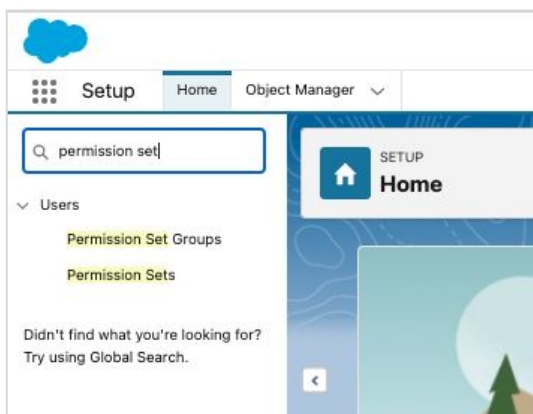 Setup
Home
Object Manager
permission set
SETUP
Home
Users
Permission Set Groups
Permission Sets
Didn't find what you're looking for?
Try using Global Search.